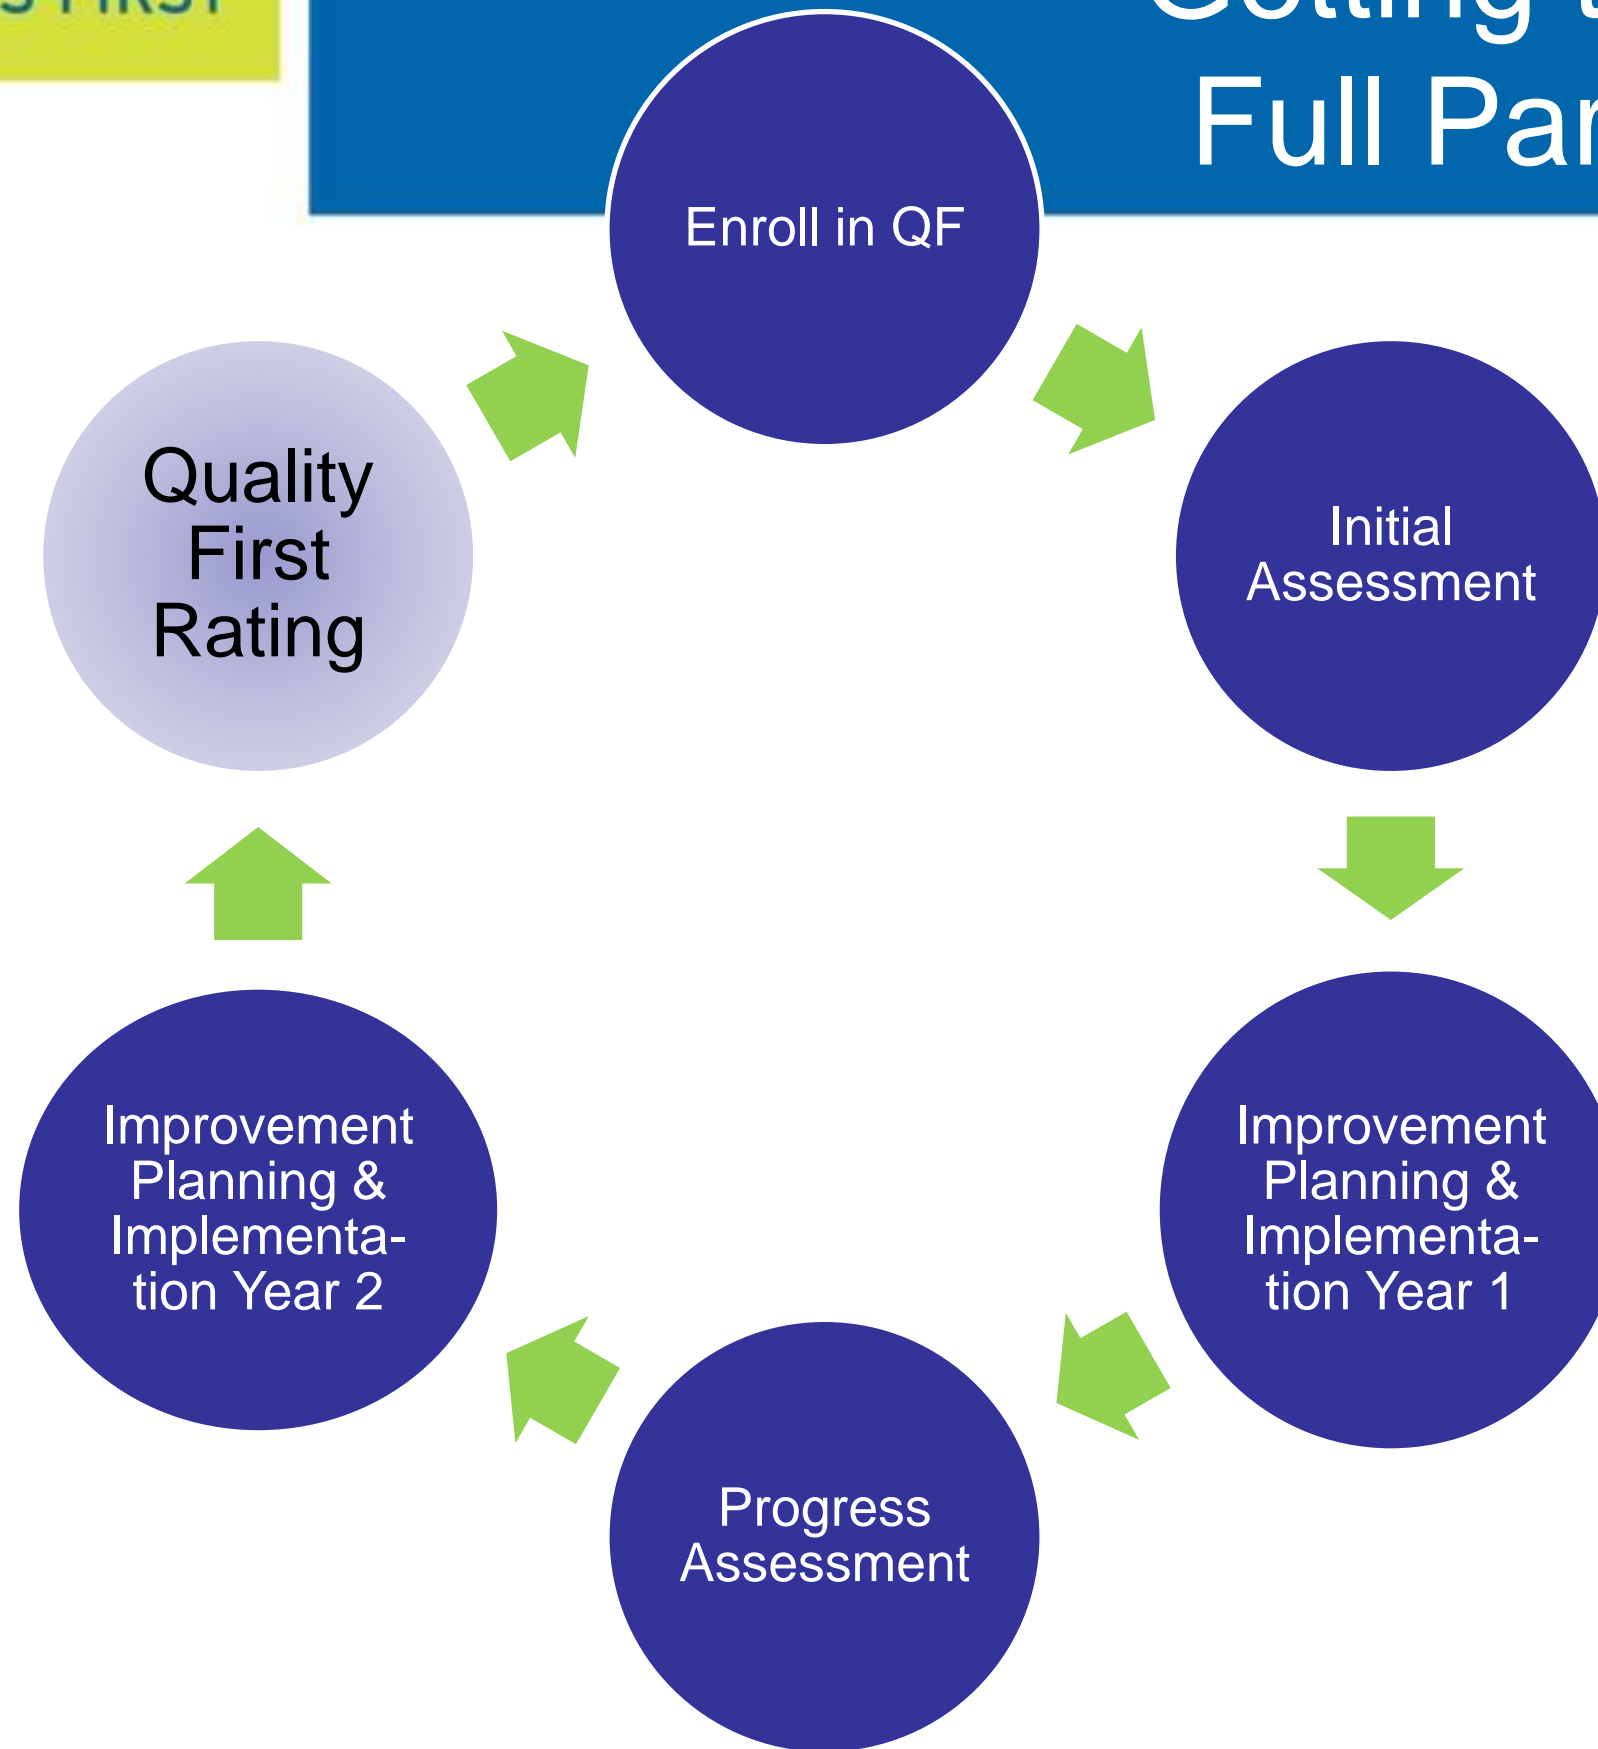 FIRST
Full
Enroll in QF
Initial
Assessment
Improvement
Planning &
Implementa-
tion Year 1
Progress
Assessment
Improvement
Planning &
Implementa-
tion Year 2
Quality
First
Rating